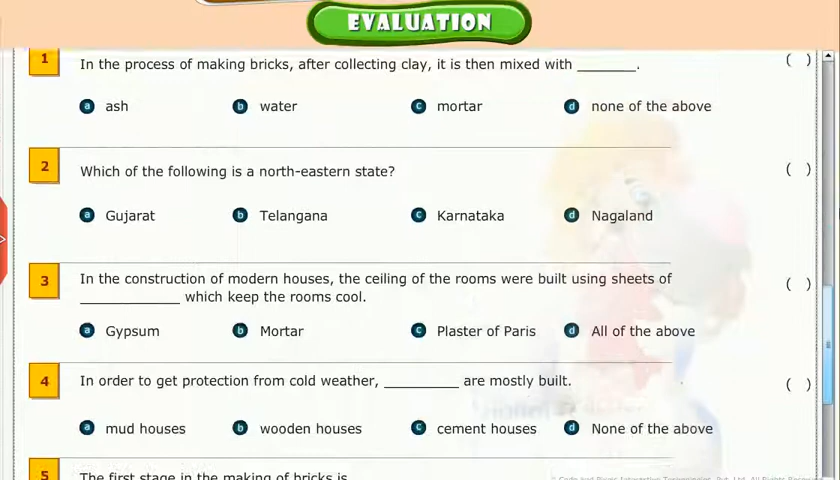 EVALUATION
1 In the process of making bricks, after collecting clay, it is then mixed with _______. ( )
a ash b water c mortar d none of the above
2 Which of the following is a north-eastern state? ( )
a Gujarat b Telangana c Karnataka d Nagaland
3 In the construction of modern houses, the ceiling of the rooms were built using sheets of
____________ which keep the rooms cool. ( )
a Gypsum b Mortar c Plaster of Paris d All of the above
4 In order to get protection from cold weather, _________ are mostly built. ( )
a mud houses b wooden houses c cement houses d None of the above
5 The first stage in the making of bricks is